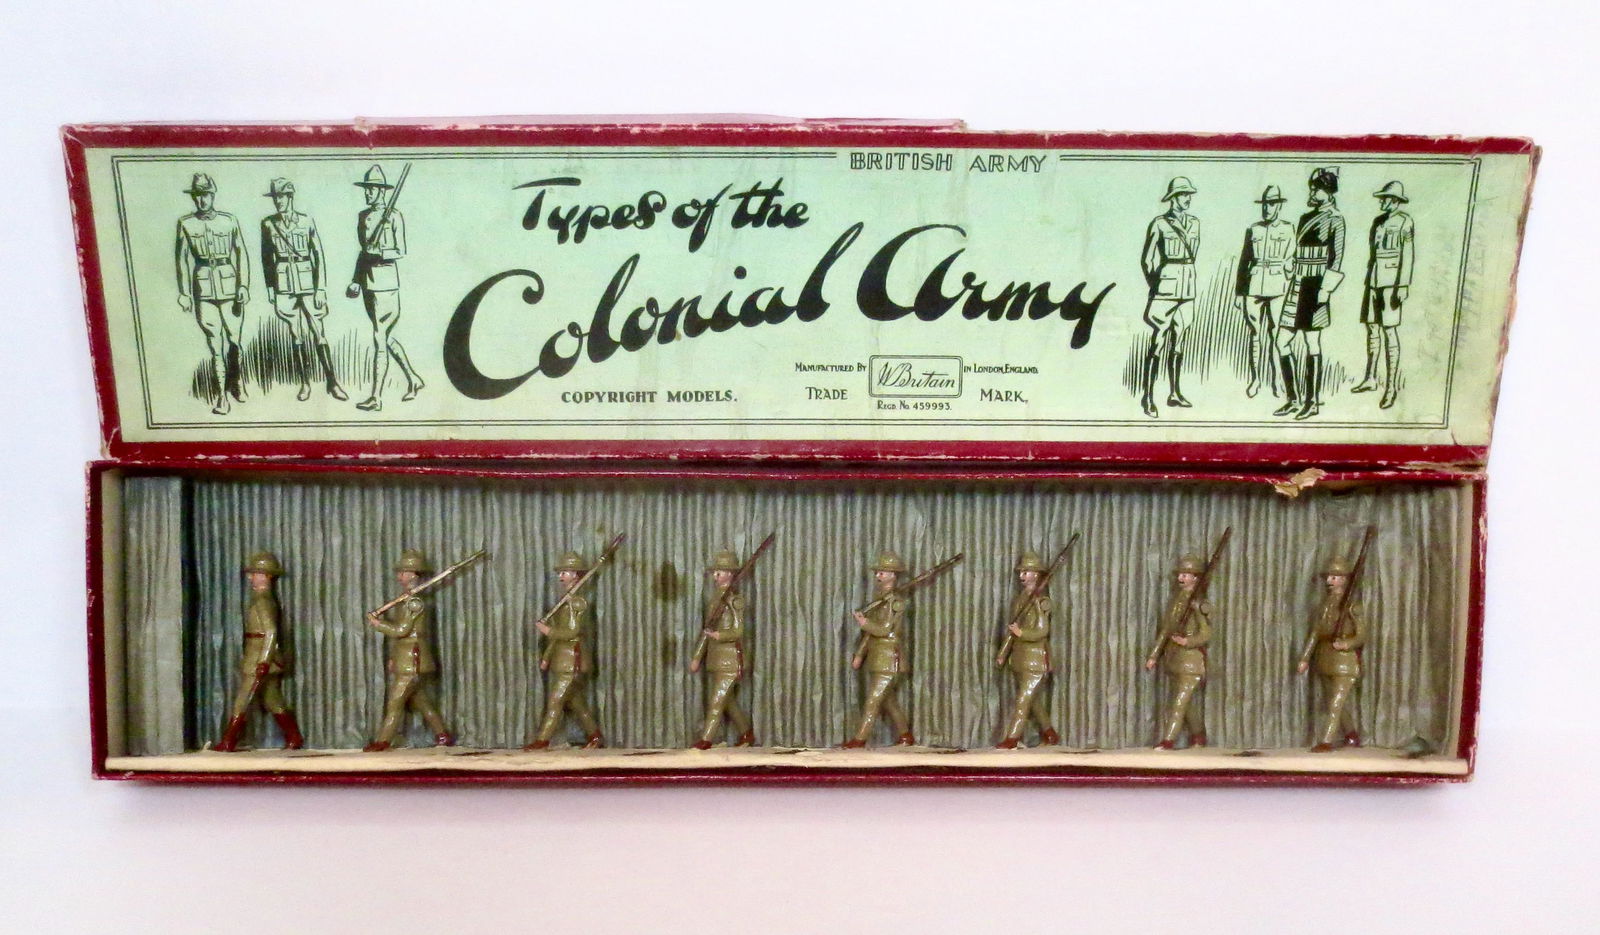 BRITISH ARMY
Types of the
Colonial Army
COPYRIGHT MODELS.
MANUFACTURED BY W Britain IN LONDON, ENGLAND.
TRADE MARK.
REGD. No. 459993.